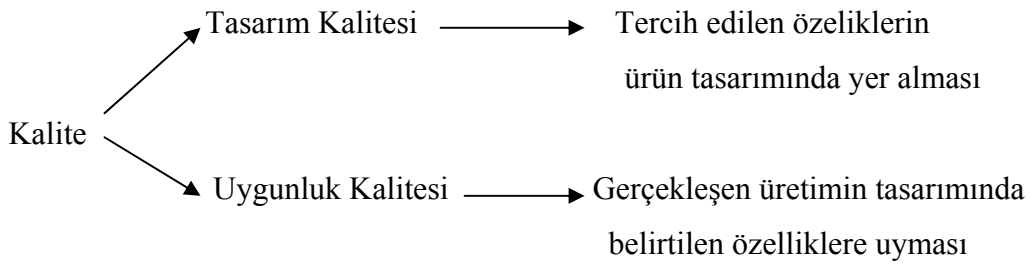 Tasarım Kalitesi Tercih edilen özeliklerin
ürün tasarımında yer alması
Kalite
Uygunluk Kalitesi Gerçekleşen üretimin tasarımında
belirtilen özelliklere uyması